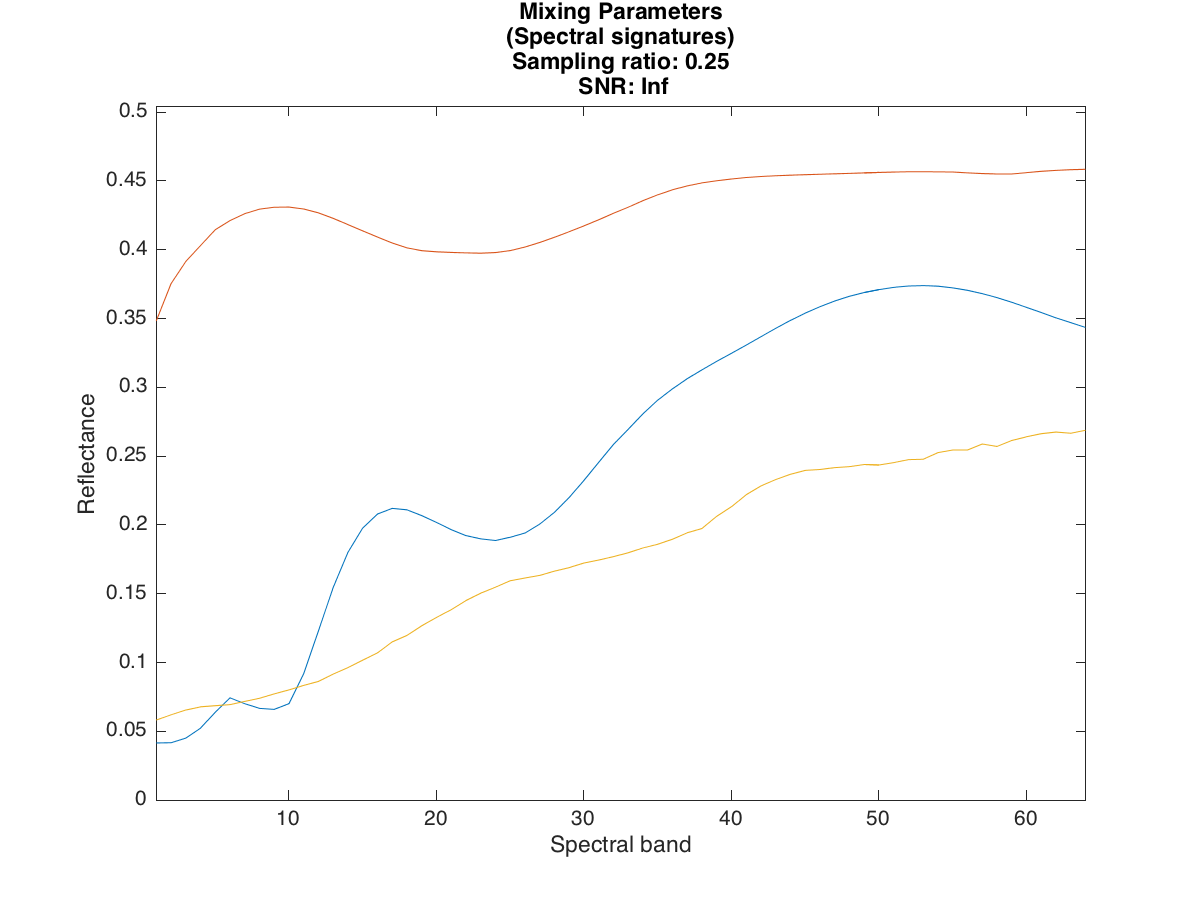 Mixing Parameters
(Spectral signatures)
Sampling ratio: 0.25
SNR: Inf
0.5
0.45
0.4
0.35
0.3
0.25
0.2
0.15
0.1
0.05
0
Reflectance
10 20 30 40 50 60
Spectral band